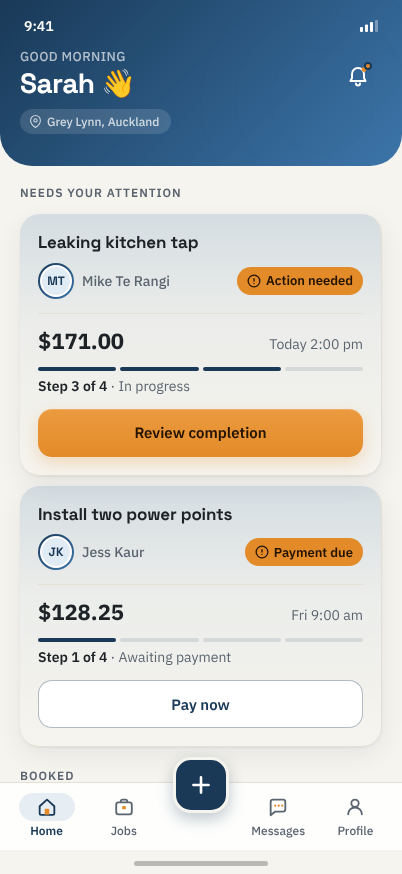 9:41
GOOD MORNING
Sarah 👋
Grey Lynn, Auckland
NEEDS YOUR ATTENTION
Leaking kitchen tap
MT Mike Te Rangi Action needed
$171.00 Today 2:00 pm
Step 3 of 4 · In progress
Review completion
Install two power points
JK Jess Kaur Payment due
$128.25 Fri 9:00 am
Step 1 of 4 · Awaiting payment
Pay now
BOOKED
Home Jobs Messages Profile